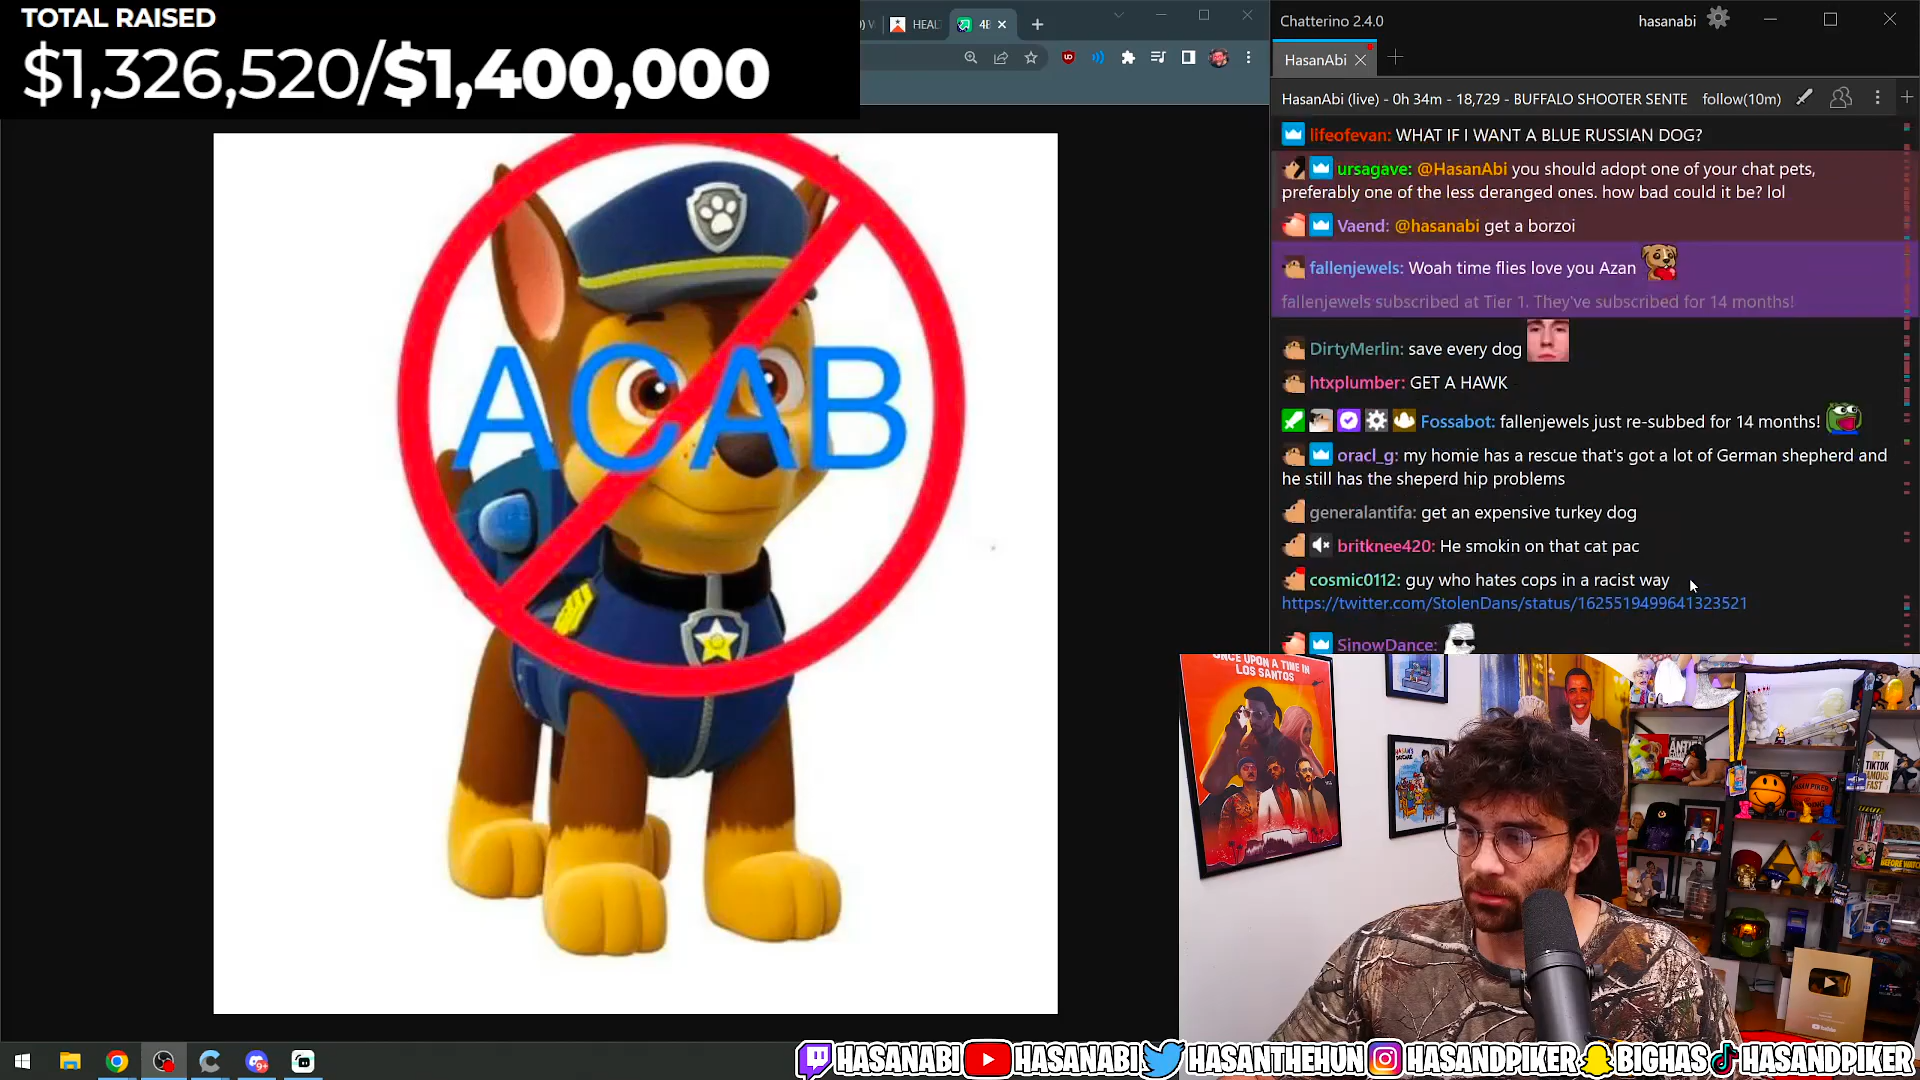 TOTAL RAISED
$1,326,520/$1,400,000
HEAL
4E
ACAB
Chatterino 2.4.0
hasanabi
HasanAbi
HasanAbi (live) - 0h 34m - 18,729 - BUFFALO SHOOTER SENTE
follow(10m)
lifeofevan: WHAT IF I WANT A BLUE RUSSIAN DOG?
ursagave: @HasanAbi you should adopt one of your chat pets,
preferably one of the less deranged ones. how bad could it be? lol
Vaend: @hasanabi get a borzoi
fallenjewels: Woah time flies love you Azan
fallenjewels subscribed at Tier 1. They've subscribed for 14 months!
DirtyMerlin: save every dog
htxplumber: GET A HAWK
Fossabot: fallenjewels just re-subbed for 14 months!
oracl_g: my homie has a rescue that's got a lot of German shepherd and
he still has the sheperd hip problems
generalantifa: get an expensive turkey dog
britknee420: He smokin on that cat pac
cosmic0112: guy who hates cops in a racist way
https://twitter.com/StolenDans/status/1625519499641323521
SinowDance:
ONCE UPON A TIME IN
LOS SANTOS
GET
TIKTOK
FAMOUS
FAST
HASANABI
HASANABI
HASANTHEHUN
HASANDPIKER
BIGHAS
HASANDPIKER